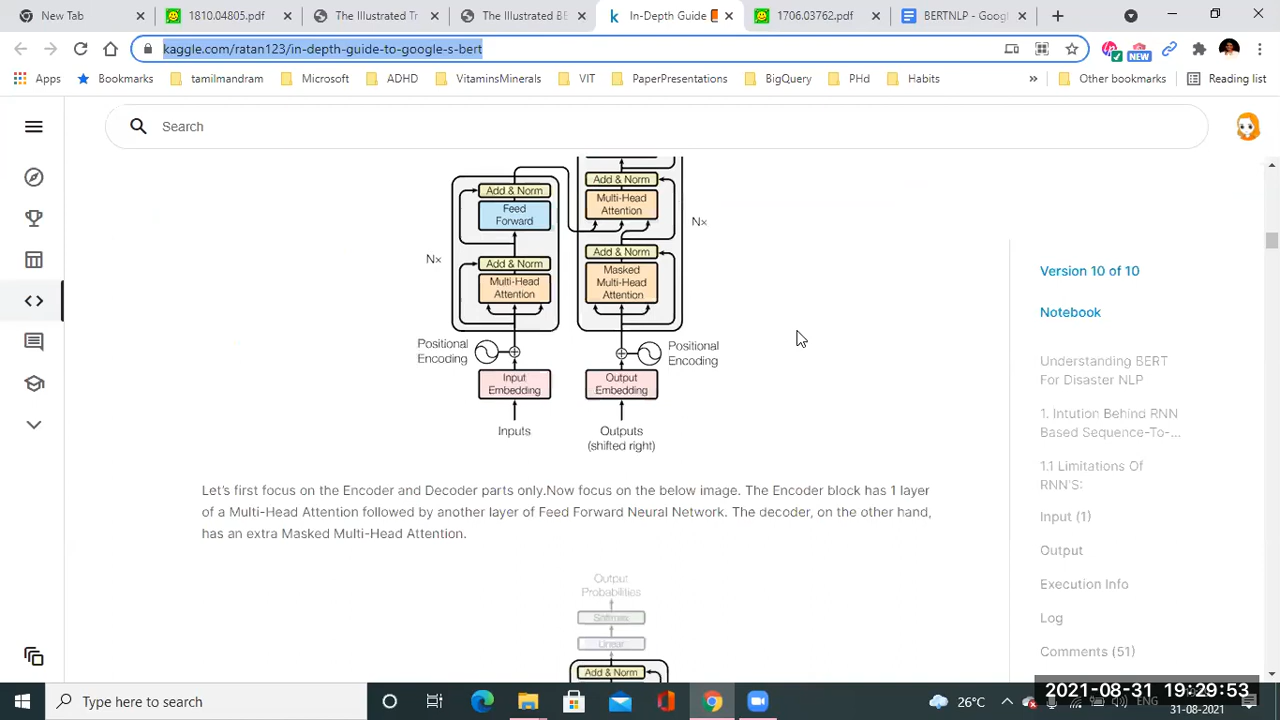 New Tab
1810.04805.pdf
The Illustrated Tr
The Illustrated BE
In-Depth Guide
1706.03762.pdf
BERTNLP - Goog
kaggle.com/ratan123/in-depth-guide-to-google-s-bert
NEW
Apps
Bookmarks
tamilmandram
Microsoft
ADHD
VitaminsMinerals
VIT
PaperPresentations
BigQuery
PHd
Habits
»
Other bookmarks
Reading list
Search
Add & Norm
Feed
Forward
Add & Norm
Multi-Head
Attention
N×
Positional
Encoding
Input
Embedding
Inputs
Add & Norm
Multi-Head
Attention
Add & Norm
Masked
Multi-Head
Attention
N×
Positional
Encoding
Output
Embedding
Outputs
(shifted right)
Let's first focus on the Encoder and Decoder parts only.Now focus on the below image. The Encoder block has 1 layer
of a Multi-Head Attention followed by another layer of Feed Forward Neural Network. The decoder, on the other hand,
has an extra Masked Multi-Head Attention.
Output
Probabilities
Softmax
Linear
Add & Norm
Version 10 of 10
Notebook
Understanding BERT
For Disaster NLP
1. Intution Behind RNN
Based Sequence-To-...
1.1 Limitations Of
RNN'S:
Input (1)
Output
Execution Info
Log
Comments (51)
Type here to search
26°C
ENG
2021-08-31 19:29:53
31-08-2021